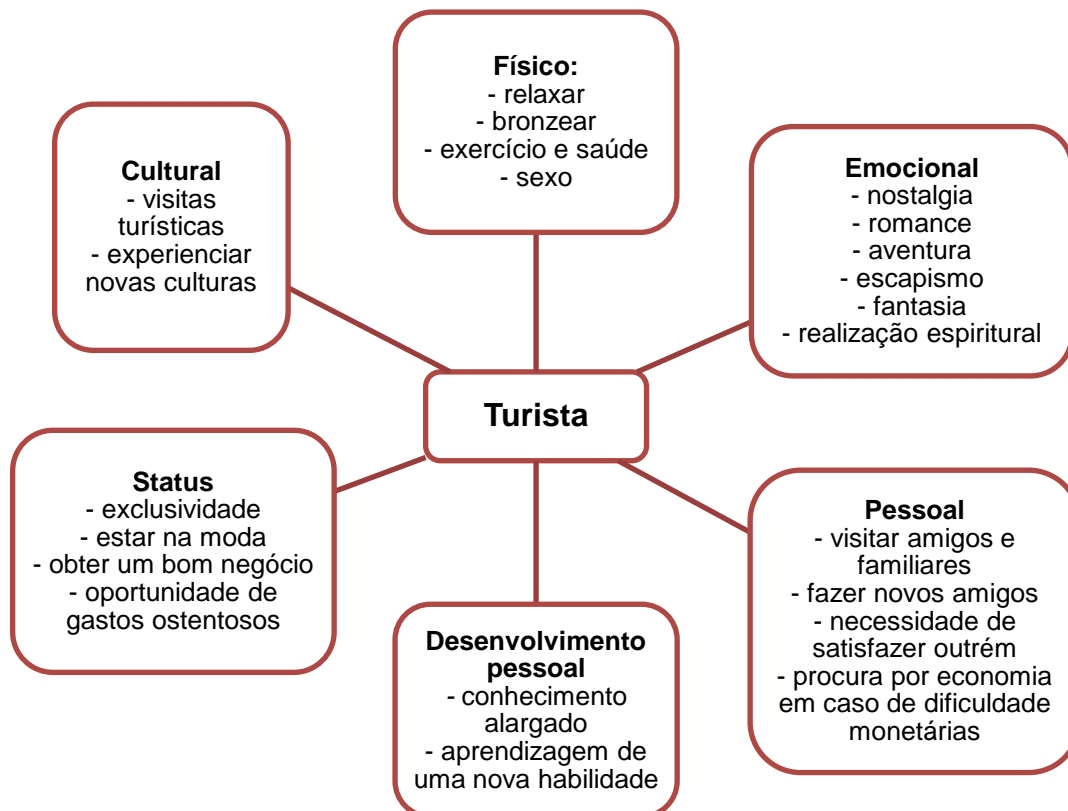 Físico:
- relaxar
- bronzear
- exercício e saúde
- sexo
Cultural
- visitas
turísticas
- experienciar
novas culturas
Emocional
- nostalgia
- romance
- aventura
- escapismo
- fantasia
- realização espiritural
Turista
Status
- exclusividade
- estar na moda
- obter um bom negócio
- oportunidade de
gastos ostentosos
Pessoal
- visitar amigos e
familiares
- fazer novos amigos
- necessidade de
satisfazer outrém
- procura por economia
em caso de dificuldade
monetárias
Desenvolvimento
pessoal
- conhecimento
alargado
- aprendizagem de
uma nova habilidade